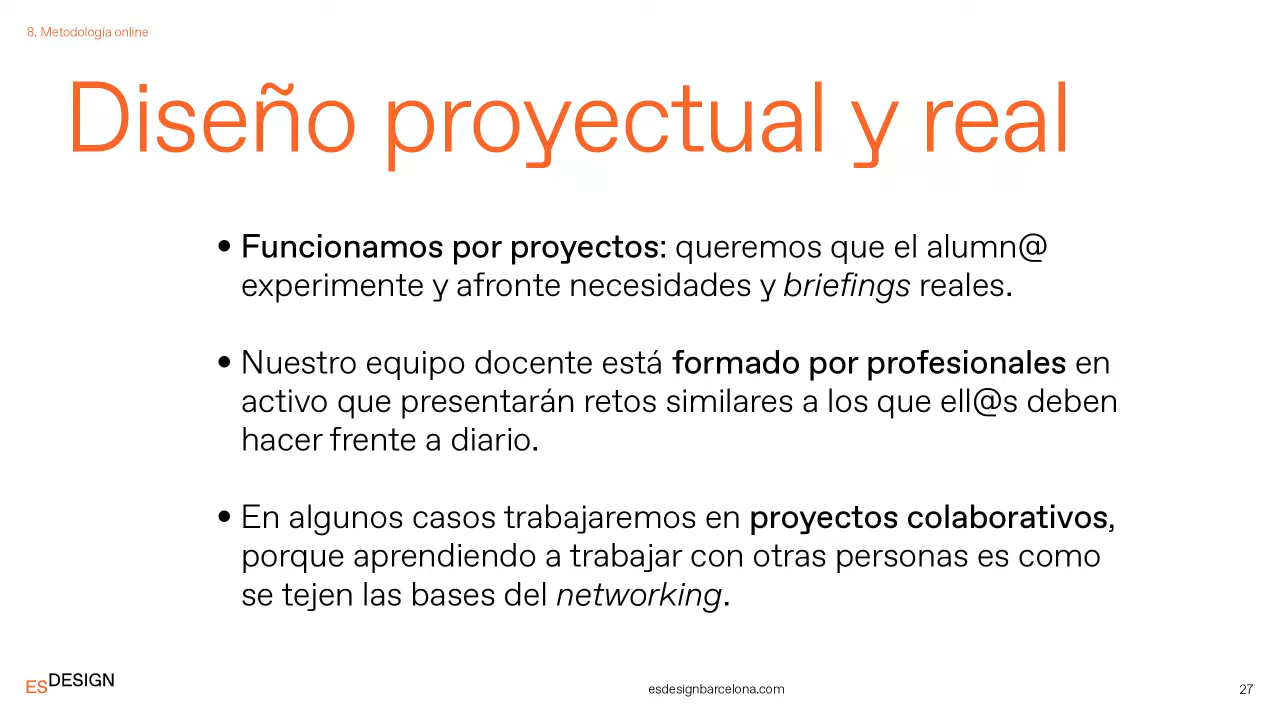 8. Metodología online
Diseño proyectual y real
• Funcionamos por proyectos: queremos que el alumn@
experimente y afronte necesidades y briefings reales.
• Nuestro equipo docente está formado por profesionales en
activo que presentarán retos similares a los que ell@s deben
hacer frente a diario.
• En algunos casos trabajaremos en proyectos colaborativos,
porque aprendiendo a trabajar con otras personas es como
se tejen las bases del networking.
ESDESIGN
esdesignbarcelona.com
27